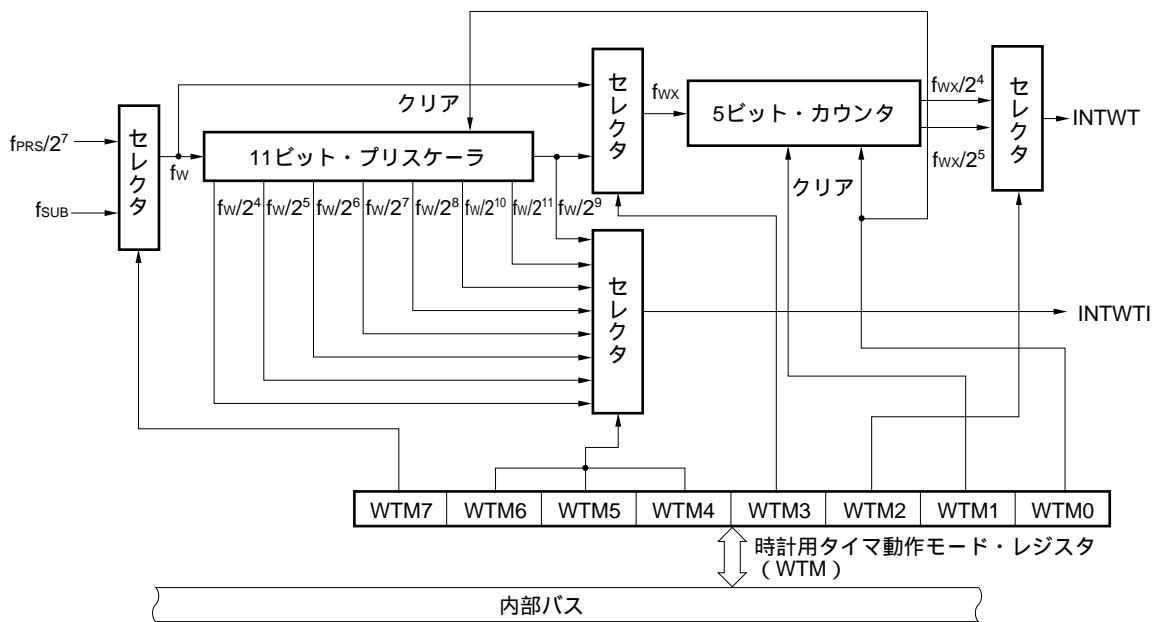 クリア
セレクタ
fPRS/2⁷
fSUB
セレクタ
fW
11ビット・プリスケーラ
fW/2⁴
fW/2⁵
fW/2⁶
fW/2⁷
fW/2⁸
fW/2¹⁰
fW/2¹¹
fW/2⁹
fWX
5ビット・カウンタ
fWX/2⁴
fWX/2⁵
セレクタ
INTWT
クリア
セレクタ
INTWTI
WTM7 WTM6 WTM5 WTM4 WTM3 WTM2 WTM1 WTM0
時計用タイマ動作モード・レジスタ
(WTM)
内部バス